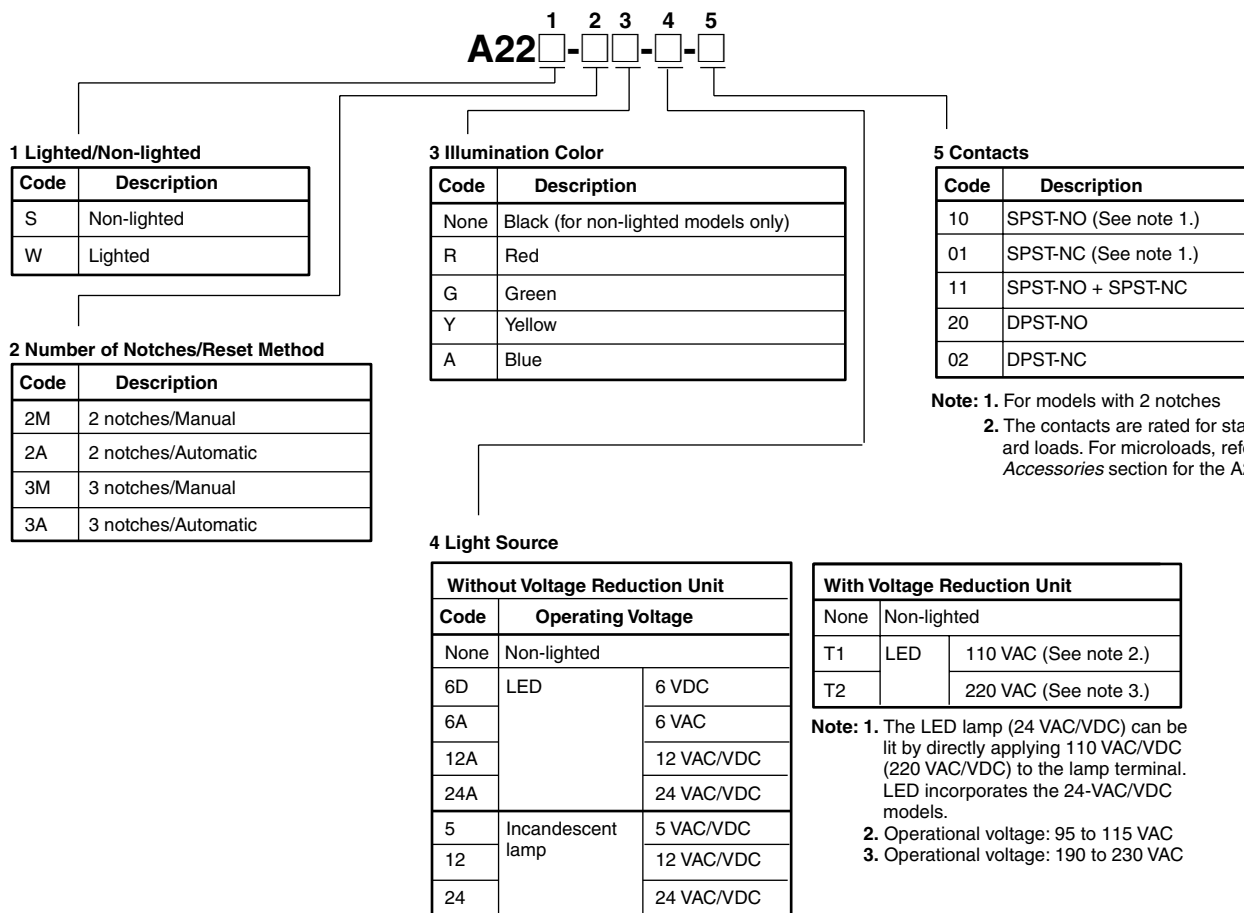 1 2 3 4 5
A22□-□□-□-□
1 Lighted/Non-lighted
Code Description
S Non-lighted
W Lighted
2 Number of Notches/Reset Method
Code Description
2M 2 notches/Manual
2A 2 notches/Automatic
3M 3 notches/Manual
3A 3 notches/Automatic
3 Illumination Color
Code Description
None Black (for non-lighted models only)
R Red
G Green
Y Yellow
A Blue
4 Light Source
Without Voltage Reduction Unit
Code Operating Voltage
None Non-lighted
6D LED 6 VDC
6A 6 VAC
12A 12 VAC/VDC
24A 24 VAC/VDC
5 Incandescent lamp 5 VAC/VDC
12 12 VAC/VDC
24 24 VAC/VDC
With Voltage Reduction Unit
None Non-lighted
T1 LED 110 VAC (See note 2.)
T2 220 VAC (See note 3.)
Note: 1. The LED lamp (24 VAC/VDC) can be
lit by directly applying 110 VAC/VDC
(220 VAC/VDC) to the lamp terminal.
LED incorporates the 24-VAC/VDC
models.
2. Operational voltage: 95 to 115 VAC
3. Operational voltage: 190 to 230 VAC
5 Contacts
Code Description
10 SPST-NO (See note 1.)
01 SPST-NC (See note 1.)
11 SPST-NO + SPST-NC
20 DPST-NO
02 DPST-NC
Note: 1. For models with 2 notches
2. The contacts are rated for
ard loads. For microloads,
Accessories section for the